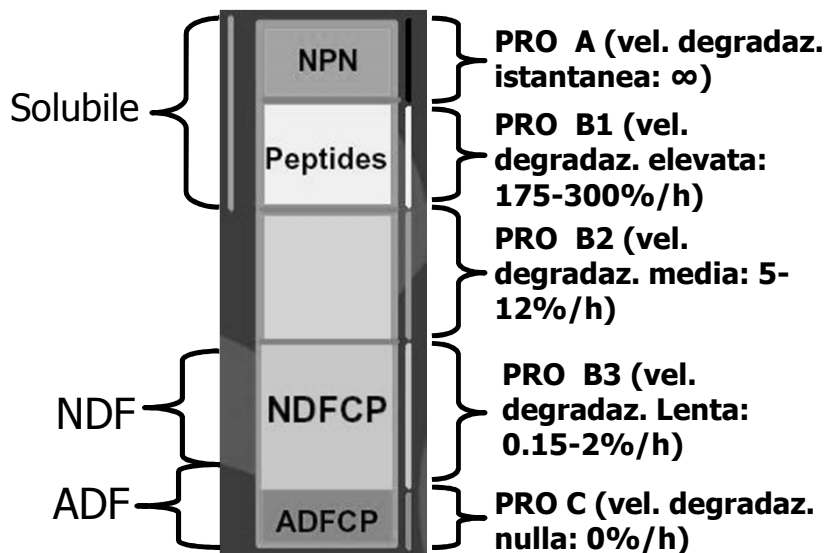 Solubile
NDF
ADF
NPN
Peptides
NDFCP
ADFCP
PRO A (vel. degradaz.
istantanea: ∞)
PRO B1 (vel.
degradaz. elevata:
175-300%/h)
PRO B2 (vel.
degradaz. media: 5-
12%/h)
PRO B3 (vel.
degradaz. Lenta:
0.15-2%/h)
PRO C (vel. degradaz.
nulla: 0%/h)